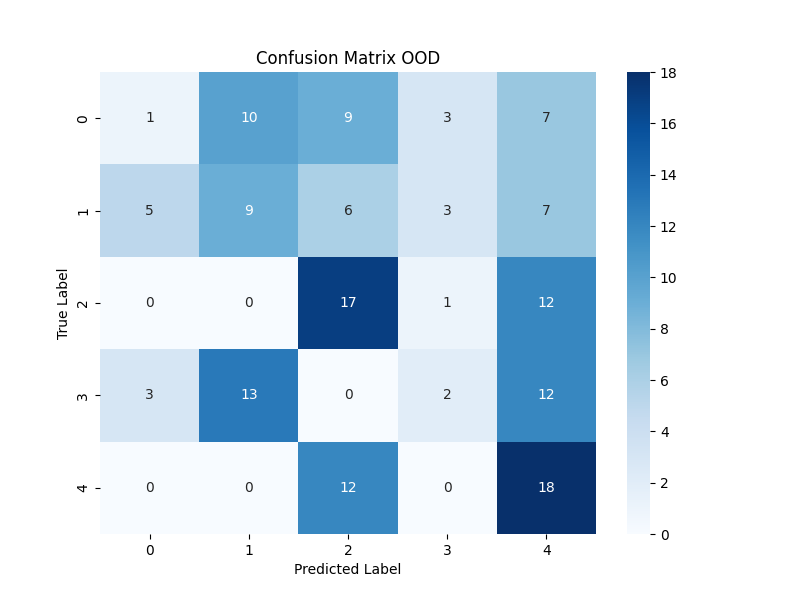 Confusion Matrix OOD
True Label
0 1 10 9 3 7
1 5 9 6 3 7
2 0 0 17 1 12
3 3 13 0 2 12
4 0 0 12 0 18
0 1 2 3 4
Predicted Label
18
16
14
12
10
8
6
4
2
0